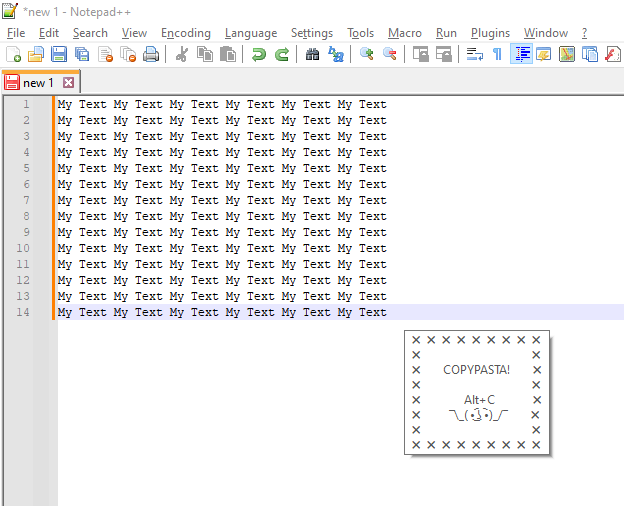 *new 1 - Notepad++
File Edit Search View Encoding Language Settings Tools Macro Run Plugins Window ?
new 1
1 My Text My Text My Text My Text My Text My Text
2 My Text My Text My Text My Text My Text My Text
3 My Text My Text My Text My Text My Text My Text
4 My Text My Text My Text My Text My Text My Text
5 My Text My Text My Text My Text My Text My Text
6 My Text My Text My Text My Text My Text My Text
7 My Text My Text My Text My Text My Text My Text
8 My Text My Text My Text My Text My Text My Text
9 My Text My Text My Text My Text My Text My Text
10 My Text My Text My Text My Text My Text My Text
11 My Text My Text My Text My Text My Text My Text
12 My Text My Text My Text My Text My Text My Text
13 My Text My Text My Text My Text My Text My Text
14 My Text My Text My Text My Text My Text My Text
✕ ✕ ✕ ✕ ✕ ✕ ✕ ✕ ✕
✕ ✕
✕ COPYPASTA! ✕
✕ ✕
✕ Alt+C ✕
✕ ¯\_( ͡• ͜ʖ ͡•)_/¯ ✕
✕ ✕
✕ ✕ ✕ ✕ ✕ ✕ ✕ ✕ ✕